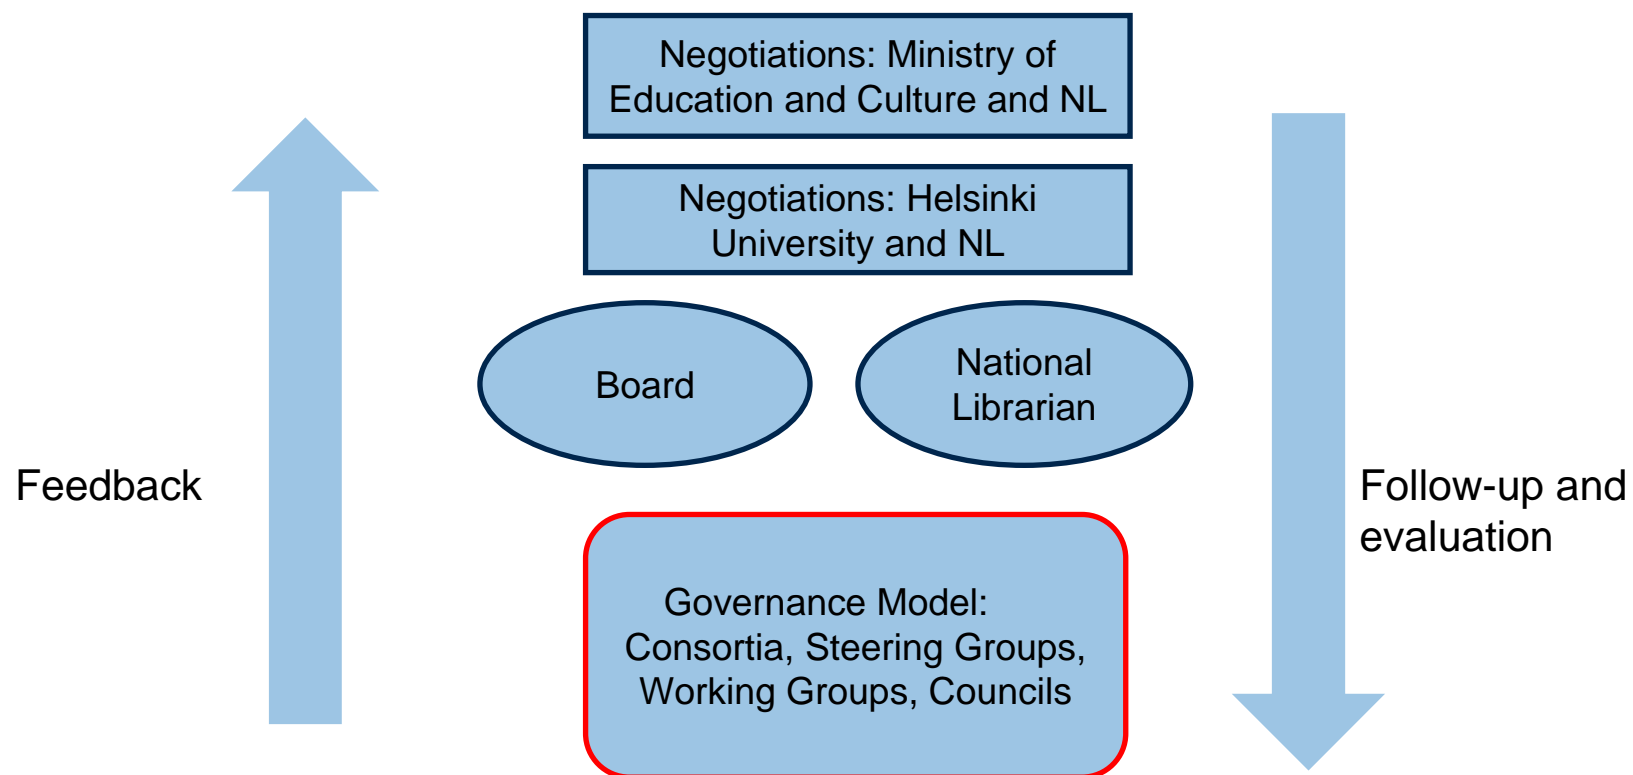 Negotiations: Ministry of
Education and Culture and NL
Negotiations: Helsinki
University and NL
Board
National
Librarian
Feedback
Follow-up and
evaluation
Governance Model:
Consortia, Steering Groups,
Working Groups, Councils